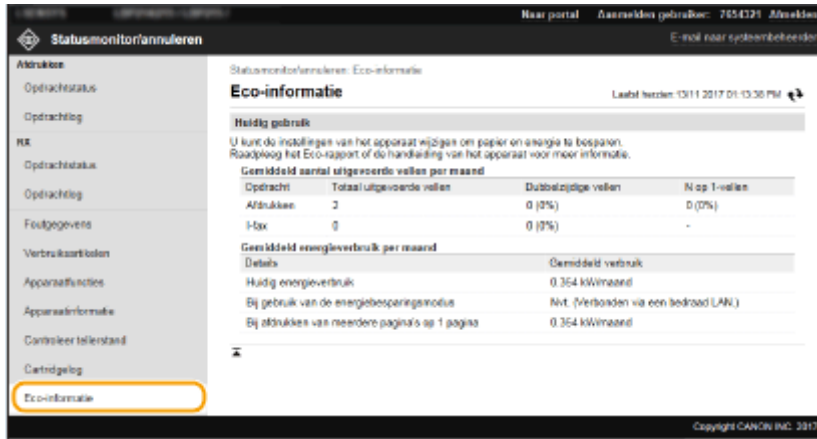 Naar portal Aanmelden gebruiker: 7654321 Afmelden
Statusmonitor/annuleren
E-mail naar systeembeheerder
Afdrukken
Opdrachtstatus
Opdrachtlog
RX
Opdrachtstatus
Opdrachtlog
Foutgegevens
Verbruiksartikelen
Apparaatfuncties
Apparaatinformatie
Controleer tellerstand
Cartridgelog
Eco-informatie
Statusmonitor/annuleren: Eco-informatie
Eco-informatie
Laatst herzien: 13/11 2017 01:13:38 PM
Huidig gebruik
U kunt de instellingen van het apparaat wijzigen om papier en energie te besparen.
Raadpleeg het Eco-rapport of de handleiding van het apparaat voor meer informatie.
Gemiddeld aantal uitgevoerde vellen per maand
Opdracht Totaal uitgevoerde vellen Dubbelzijdige vellen N op 1-vellen
Afdrukken 2 0 (0%) 0 (0%)
I-fax 0 0 (0%) -
Gemiddeld energieverbruik per maand
Details Gemiddeld verbruik
Huidig energieverbruik 0.364 kW/maand
Bij gebruik van de energiebesparingsmodus Nvt. (Verbonden via een bedraad LAN.)
Bij afdrukken van meerdere pagina's op 1 pagina 0.364 kW/maand
Copyright CANON INC. 2017